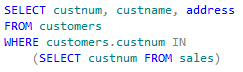 SELECT custnum, custname, address
FROM customers
WHERE customers.custnum IN
(SELECT custnum FROM sales)